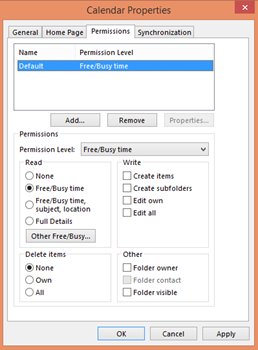 Calendar Properties
General Home Page Permissions Synchronization
Name Permission Level
Default Free/Busy time
Add... Remove Properties...
Permissions
Permission Level: Free/Busy time
Read Write
None Create items
Free/Busy time Create subfolders
Free/Busy time, subject, location Edit own
Full Details Edit all
Other Free/Busy...
Delete items Other
None Folder owner
Own Folder contact
All Folder visible
OK Cancel Apply